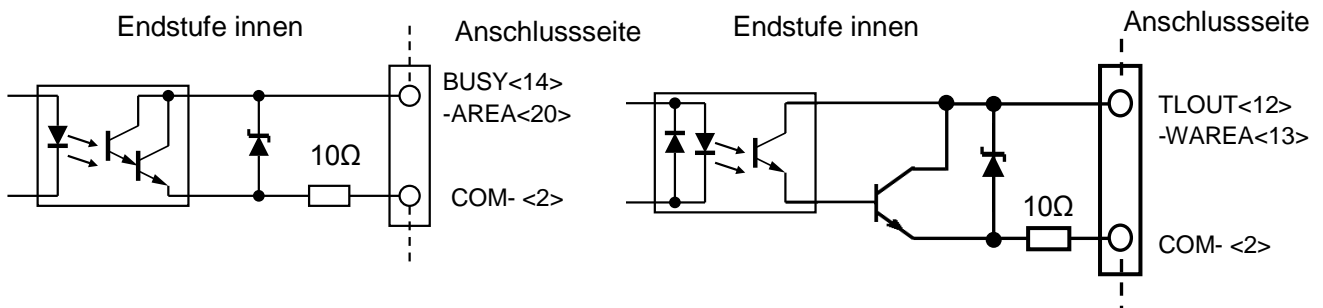 Endstufe innen
Anschlussseite
BUSY<14>
-AREA<20>
10Ω
COM- <2>
Endstufe innen
Anschlussseite
TLOUT<12>
-WAREA<13>
10Ω
COM- <2>